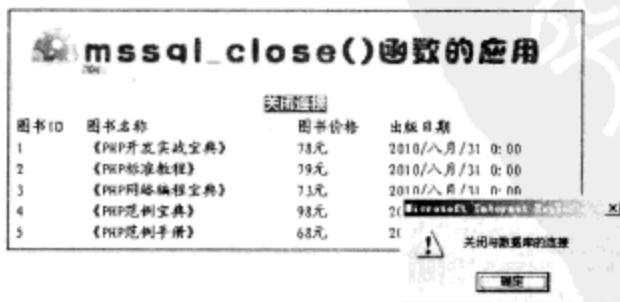 mssql_close()函数的应用
关闭连接
图书ID 图书名称 图书价格 出版日期
1 《PHP开发实战宝典》 78元 2010/八月/31 0:00
2 《PHP标准教程》 79元 2010/八月/31 0:00
3 《PHP网络编程宝典》 73元 2010/八月/31 0:00
4 《PHP范例宝典》 98元 20
5 《PHP范例手册》 68元 20
Microsoft Internet
关闭与数据库的连接
确定